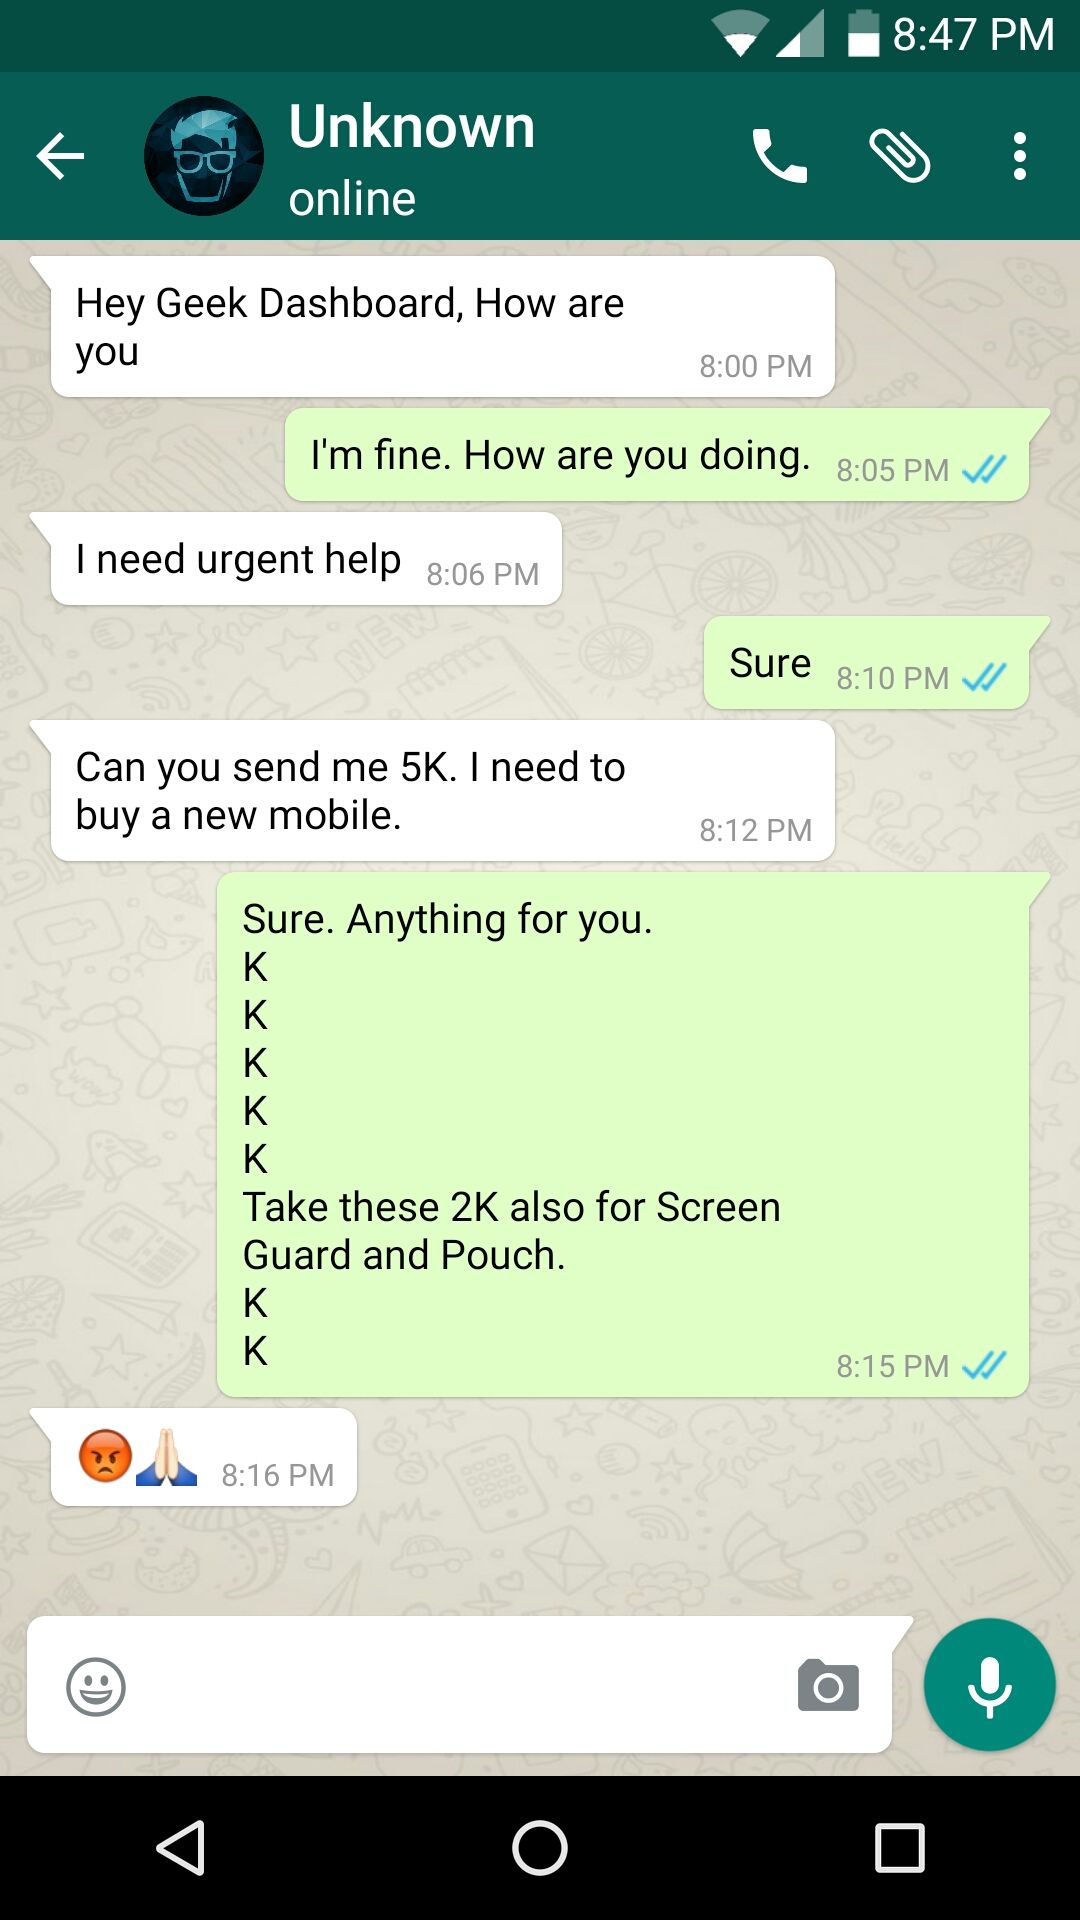 8:47 PM
Unknown
online
Hey Geek Dashboard, How are
you
8:00 PM
I'm fine. How are you doing. 8:05 PM
I need urgent help 8:06 PM
Sure 8:10 PM
Can you send me 5K. I need to
buy a new mobile.
8:12 PM
Sure. Anything for you.
K
K
K
K
K
Take these 2K also for Screen
Guard and Pouch.
K
K
8:15 PM
😡🙏🏻 8:16 PM